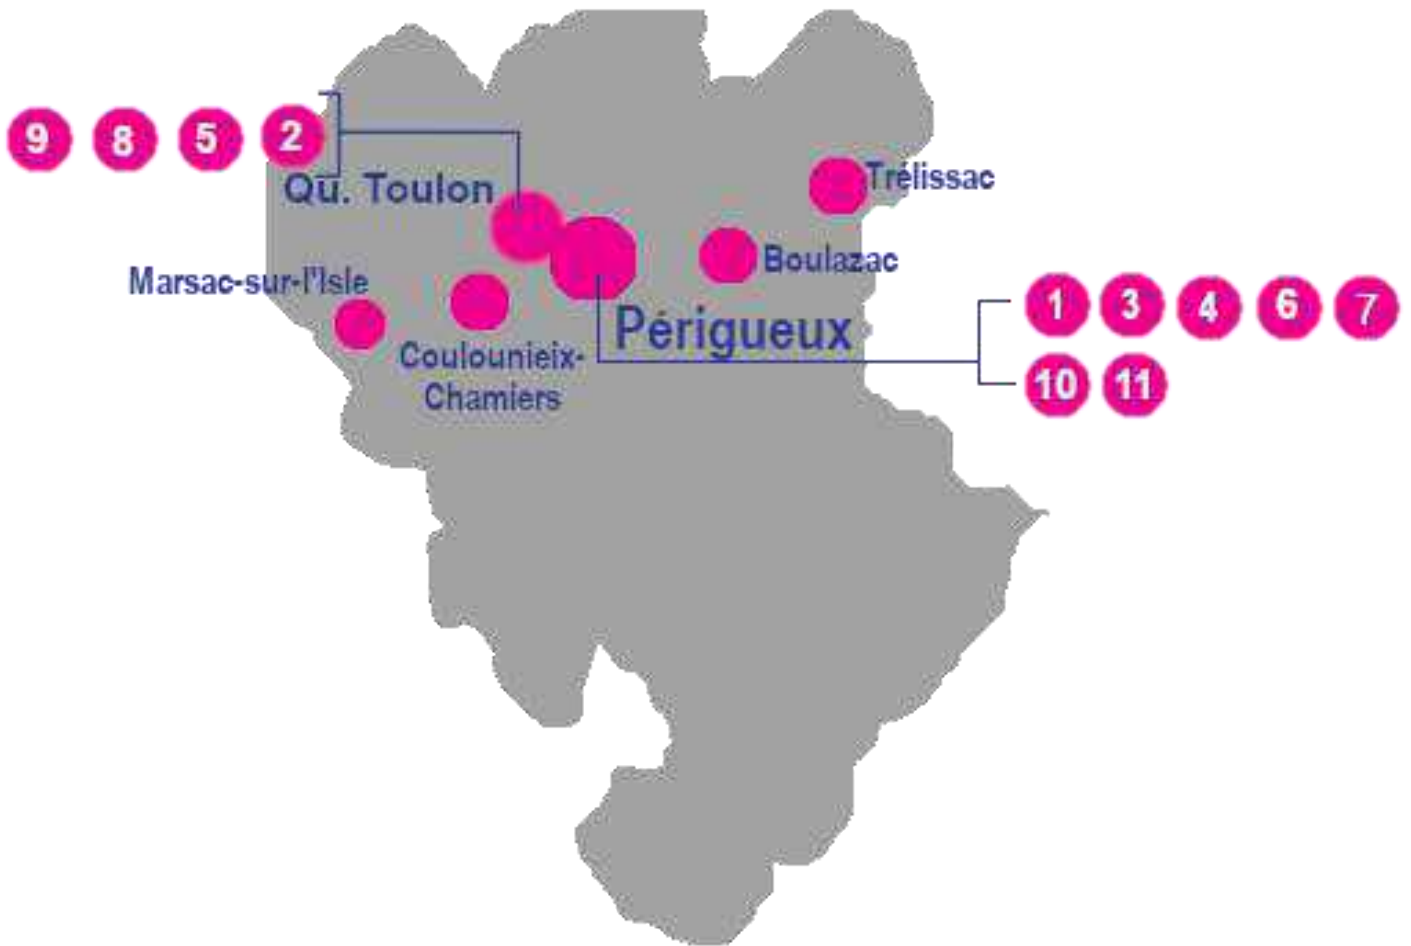 9 8 5 2
Qu. Toulon
Trélissac
Boulazac
Marsac-sur-l'Isle
Périgueux
1 3 4 6 7
10 11
Coulounieix-
Chamiers